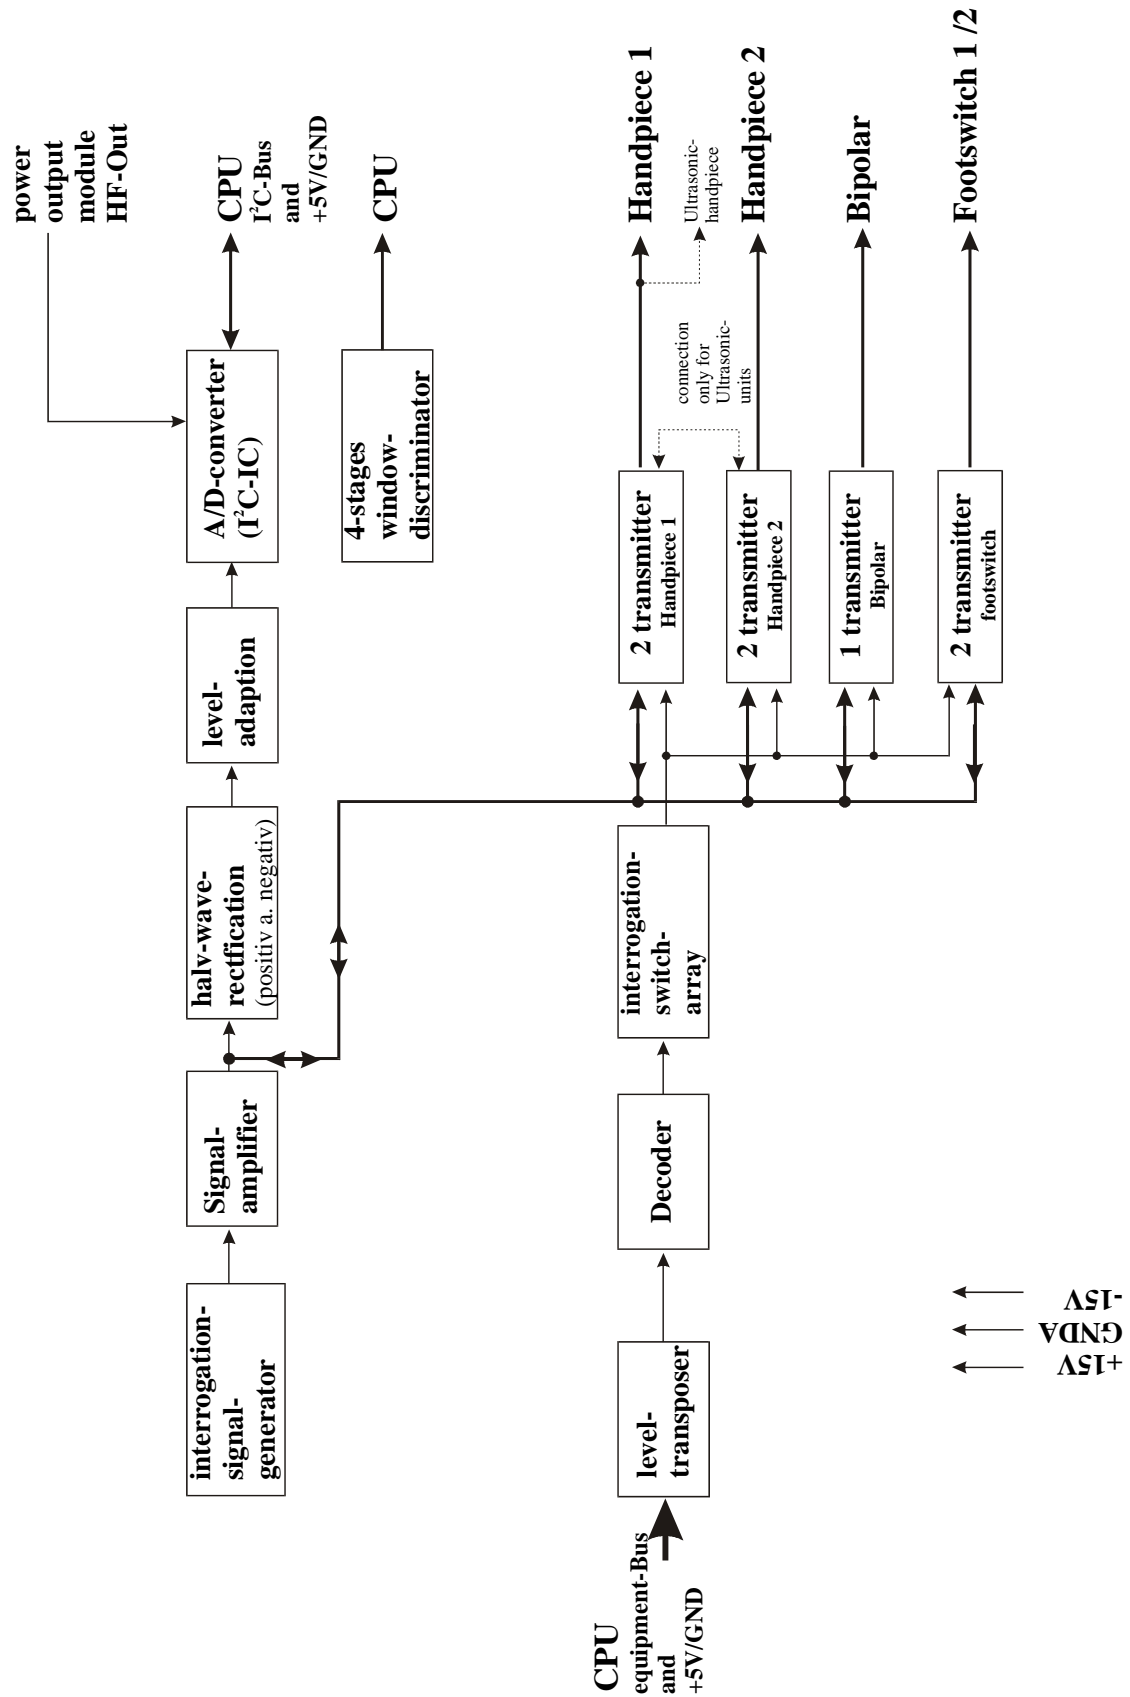 power
output
module
HF-Out
CPU
I²C-Bus
and
+5V/GND
CPU
interrogation-
signal-
generator
Signal-
amplifier
halv-wave-
rectfication
(positiv a. negativ)
level-
adaption
A/D-converter
(I²C-IC)
4-stages
window-
discriminator
CPU
equipment-Bus
and
+5V/GND
level-
transposer
Decoder
interrogation-
switch-
array
2 transmitter
Handpiece 1
2 transmitter
Handpiece 2
1 transmitter
Bipolar
2 transmitter
footswitch
connection
only for
Ultrasonic-
units
Handpiece 1
Ultrasonic-
handpiece
Handpiece 2
Bipolar
Footswitch 1 /2
+15V
GNDA
-15V